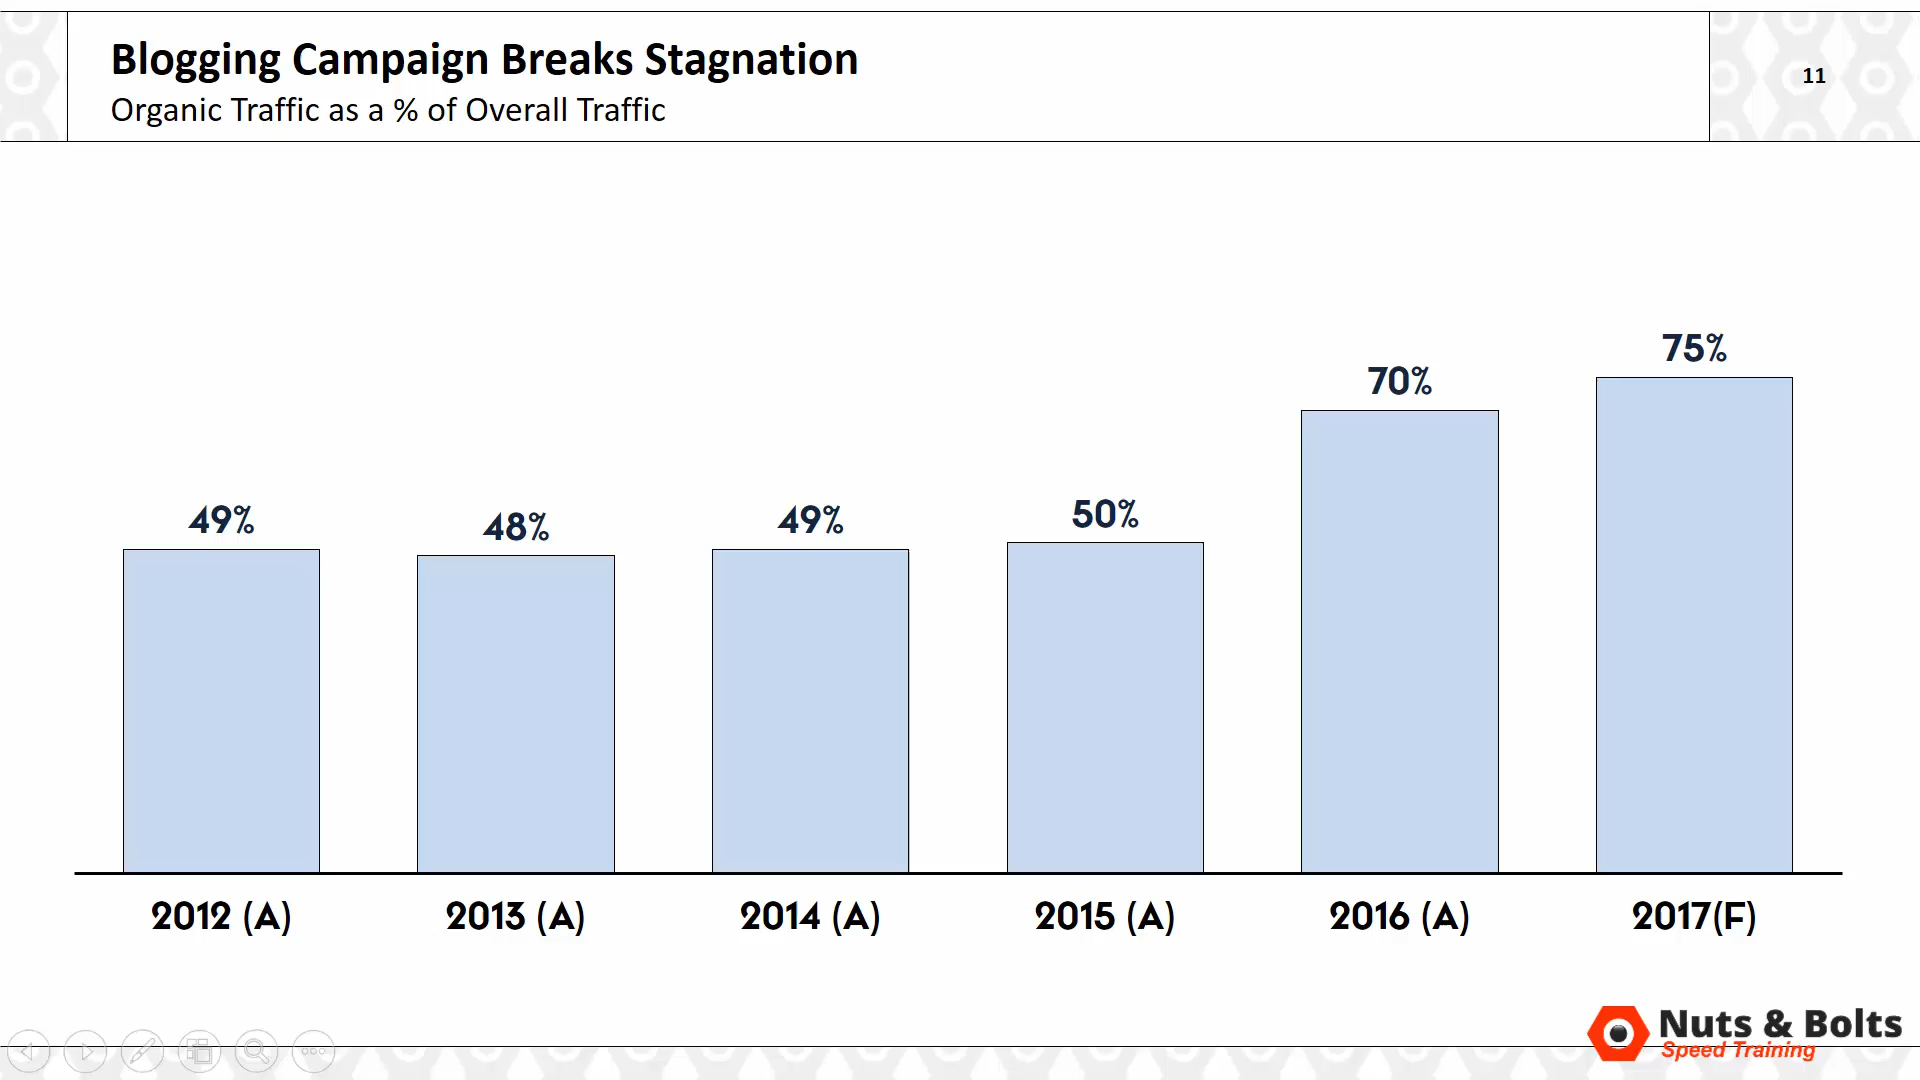 Blogging Campaign Breaks Stagnation
Organic Traffic as a % of Overall Traffic
11
49%
48%
49%
50%
70%
75%
2012 (A)
2013 (A)
2014 (A)
2015 (A)
2016 (A)
2017(F)
Nuts & Bolts
Speed Training